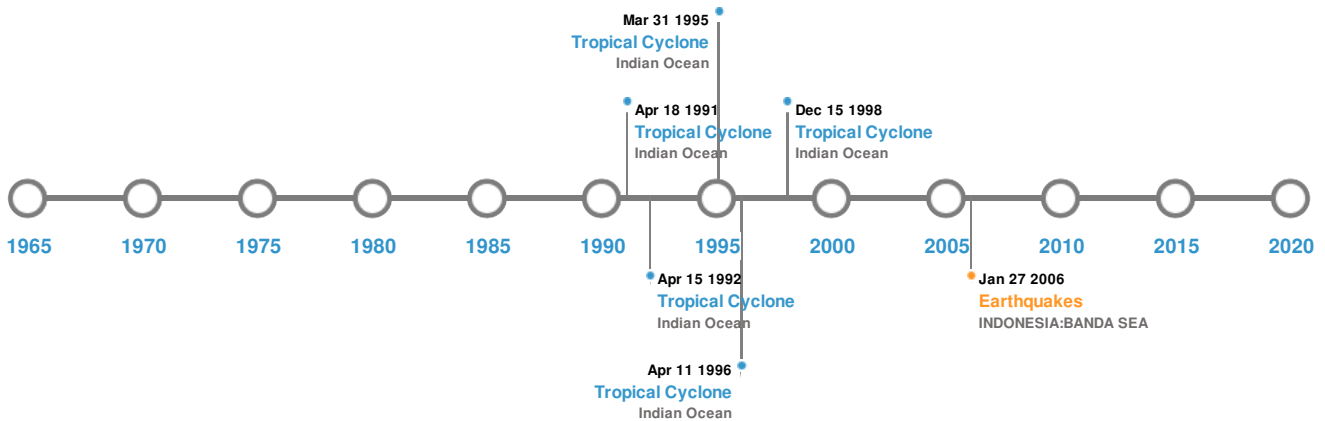 Mar 31 1995
Tropical Cyclone
Indian Ocean
Apr 18 1991
Tropical Cyclone
Indian Ocean
Dec 15 1998
Tropical Cyclone
Indian Ocean
1965 1970 1975 1980 1985 1990 1995 2000 2005 2010 2015 2020
Apr 15 1992
Tropical Cyclone
Indian Ocean
Jan 27 2006
Earthquakes
INDONESIA:BANDA SEA
Apr 11 1996
Tropical Cyclone
Indian Ocean